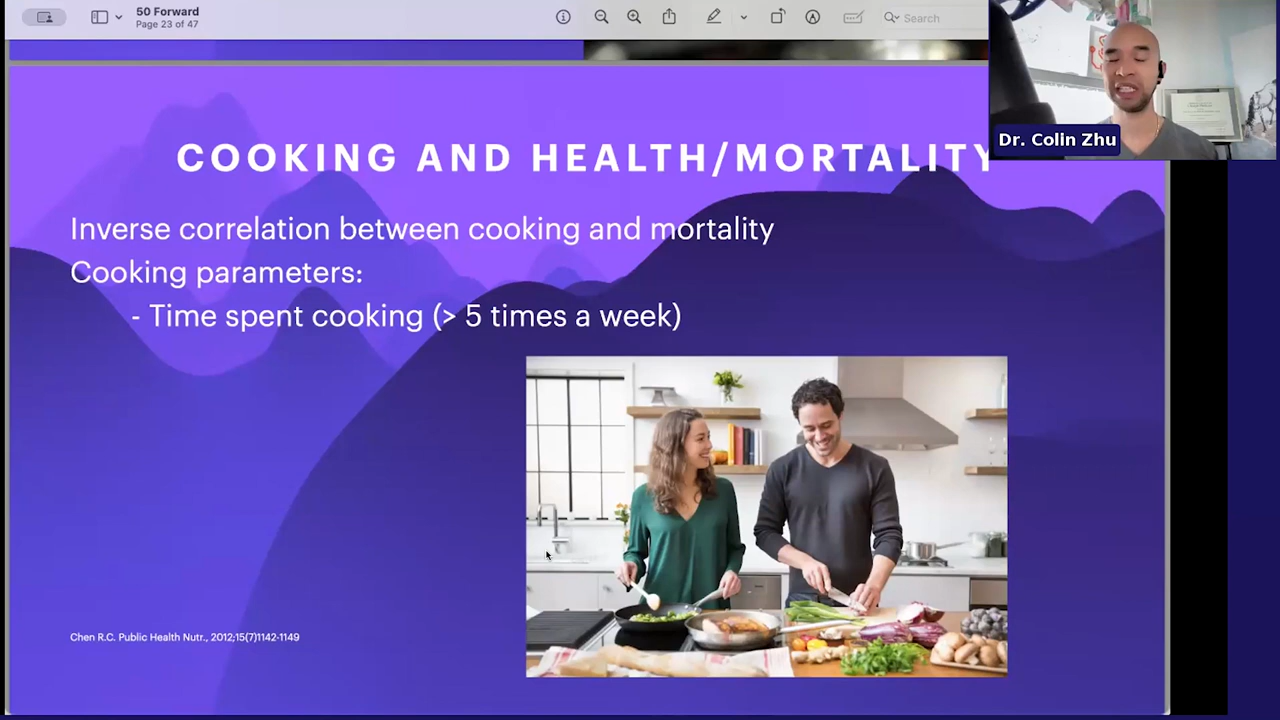 50 Forward
Page 23 of 47
Search
Dr. Colin Zhu
COOKING AND HEALTH/MORTALITY
Inverse correlation between cooking and mortality
Cooking parameters:
- Time spent cooking (> 5 times a week)
Chen R.C. Public Health Nutr., 2012;15(7)1142-1149